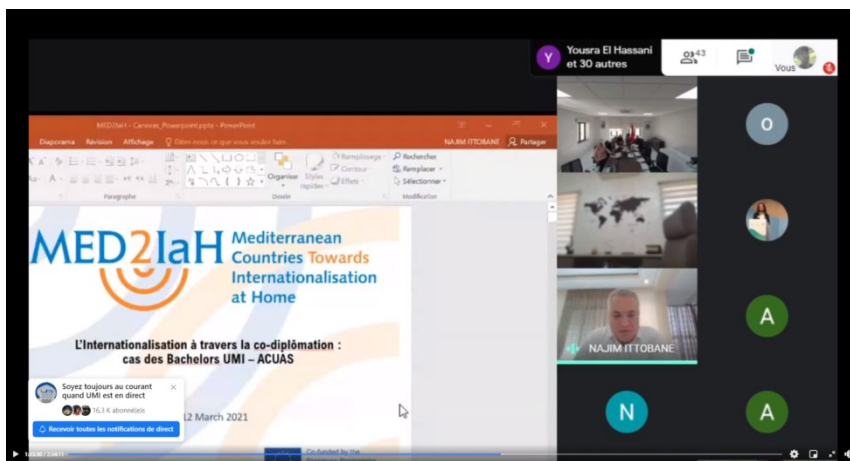 Y
Yousra El Hassani
et 30 autres
43
Vous
MED2IaH - Canvses_Powerpoint.pptx - PowerPoint
Diaporama Révision Affichage
NAJIM ITTOBANE Partager
Organiser Styles
rapides
Remplissage
Contour
Effets
Rechercher
Remplacer
Sélectionner
Paragraphe
Dessin
Modification
O
MED2IaH
Mediterranean
Countries Towards
Internationalisation
at Home
L'Internationalisation à travers la co-diplômation :
cas des Bachelors UMI – ACUAS
NAJIM ITTOBANE
A
N
A
Soyez toujours au courant
quand UMI est en direct
16,3 K abonné(e)s
Recevoir toutes les notifications de direct
12 March 2021
Co-funded by the